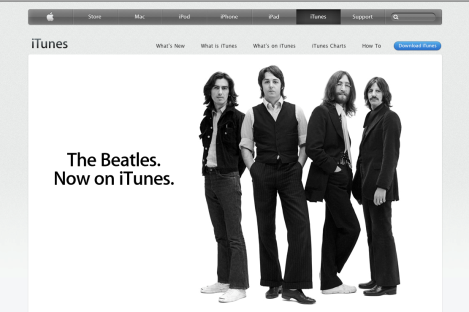 Store Mac iPod iPhone iPad iTunes Support
iTunes
What's New What is iTunes What's on iTunes iTunes Charts How To Download iTunes
The Beatles.
Now on iTunes.